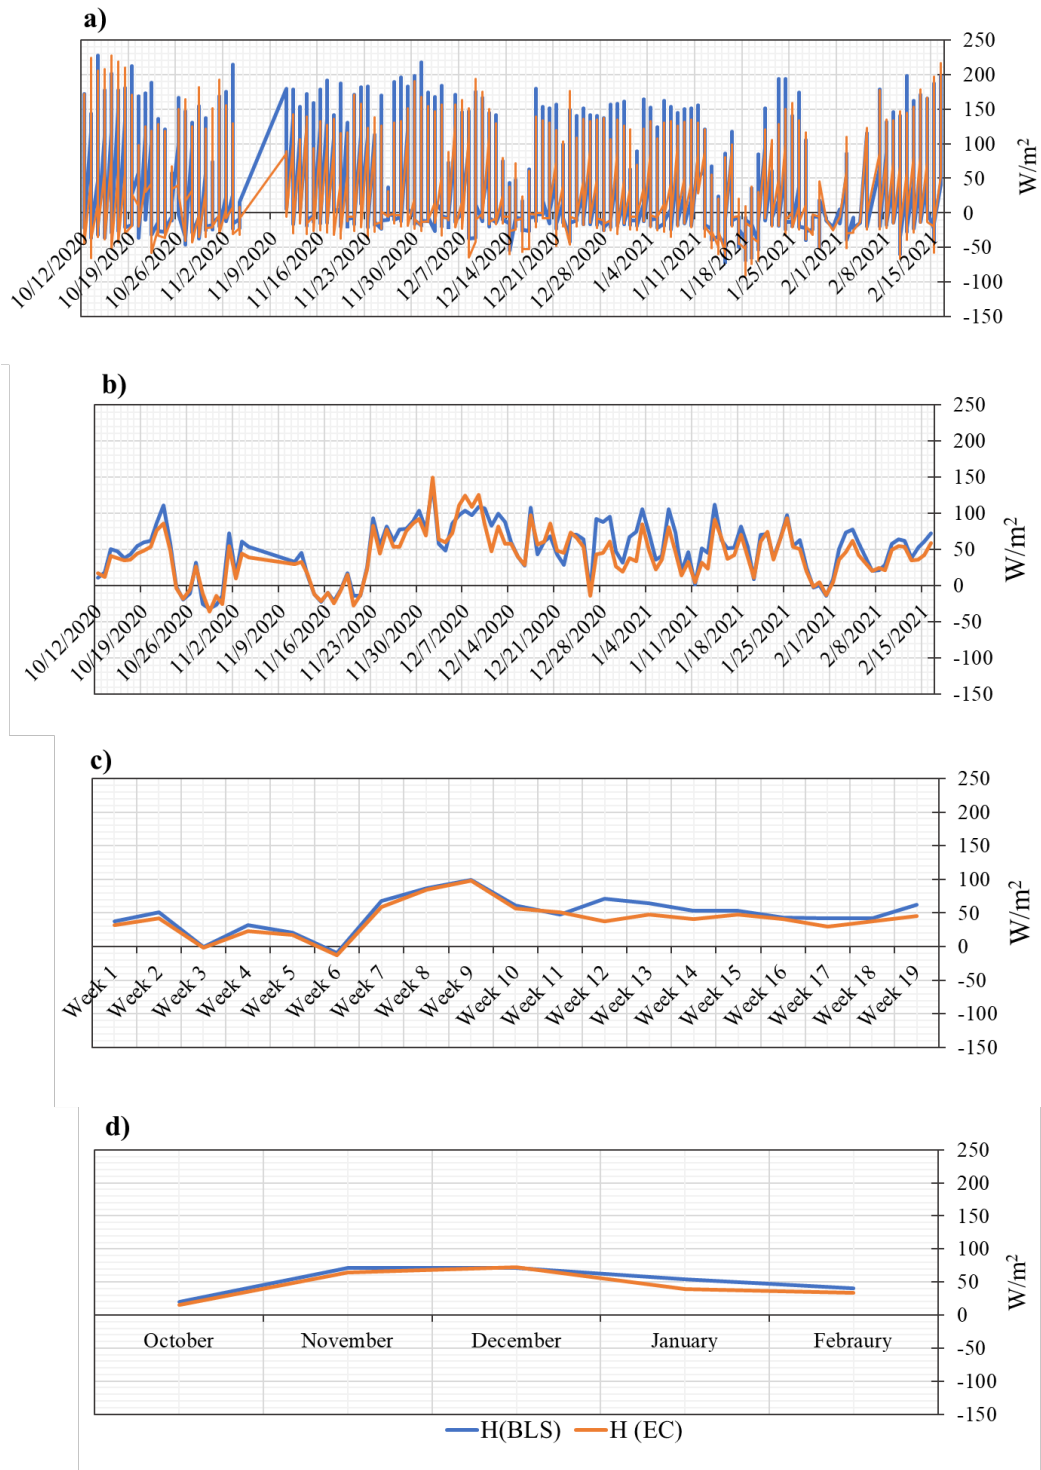 a)
250
200
150
100
50
0
-50
-100
-150
W/m²
10/12/2020
10/19/2020
10/26/2020
11/2/2020
11/9/2020
11/16/2020
11/23/2020
11/30/2020
12/7/2020
12/14/2020
12/21/2020
12/28/2020
1/4/2021
1/11/2021
1/18/2021
1/25/2021
2/1/2021
2/8/2021
2/15/2021
b)
250
200
150
100
50
0
-50
-100
-150
W/m²
10/12/2020
10/19/2020
10/26/2020
11/2/2020
11/9/2020
11/16/2020
11/23/2020
11/30/2020
12/7/2020
12/14/2020
12/21/2020
12/28/2020
1/4/2021
1/11/2021
1/18/2021
1/25/2021
2/1/2021
2/8/2021
2/15/2021
c)
250
200
150
100
50
0
-50
-100
-150
W/m²
Week 1
Week 2
Week 3
Week 4
Week 5
Week 6
Week 7
Week 8
Week 9
Week 10
Week 11
Week 12
Week 13
Week 14
Week 15
Week 16
Week 17
Week 18
Week 19
d)
250
200
150
100
50
0
-50
-100
-150
W/m²
October November December January Febraury
H(BLS) H (EC)